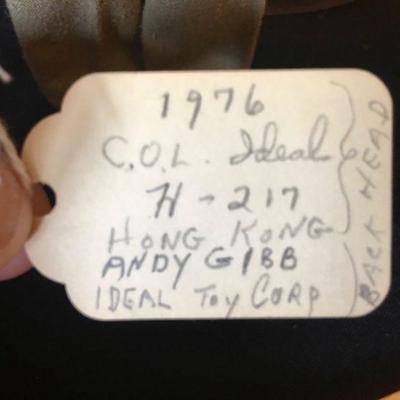 1976
C.O.L. Ideal
H-217
HONG KONG
ANDY GIBB
IDEAL TOY CORP
BACK HEAD